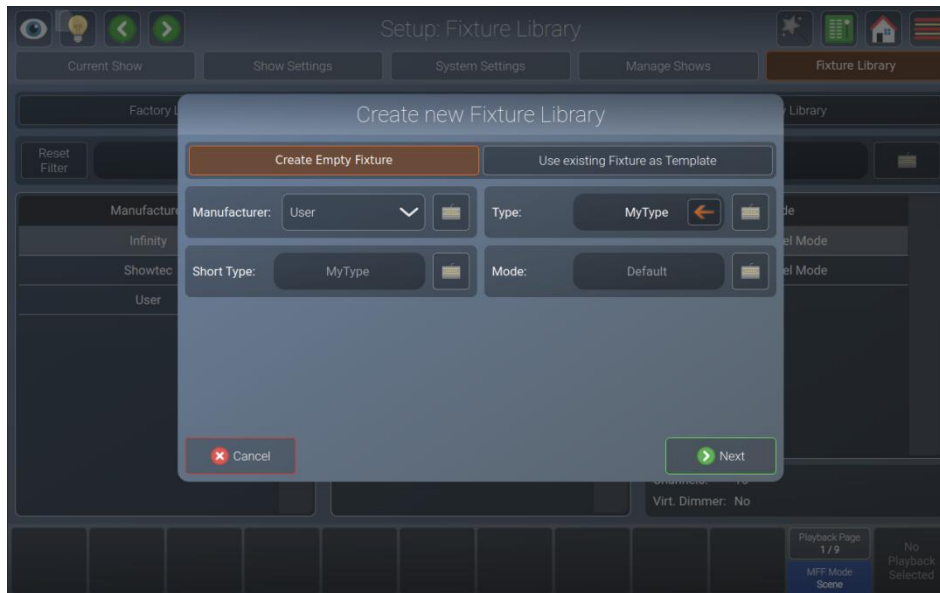 Setup: Fixture Library
Current Show
Show Settings
System Settings
Manage Shows
Fixture Library
Factory L
Library
Create new Fixture Library
Reset
Filter
Create Empty Fixture
Use existing Fixture as Template
Manufacture
Manufacturer:
User
Type:
MyType
de
Infinity
el Mode
Showtec
Short Type:
MyType
Mode:
Default
el Mode
User
Cancel
Next
Virt. Dimmer: No
Playback Page
1 / 9
MFF Mode
Scene
No
Playback
Selected